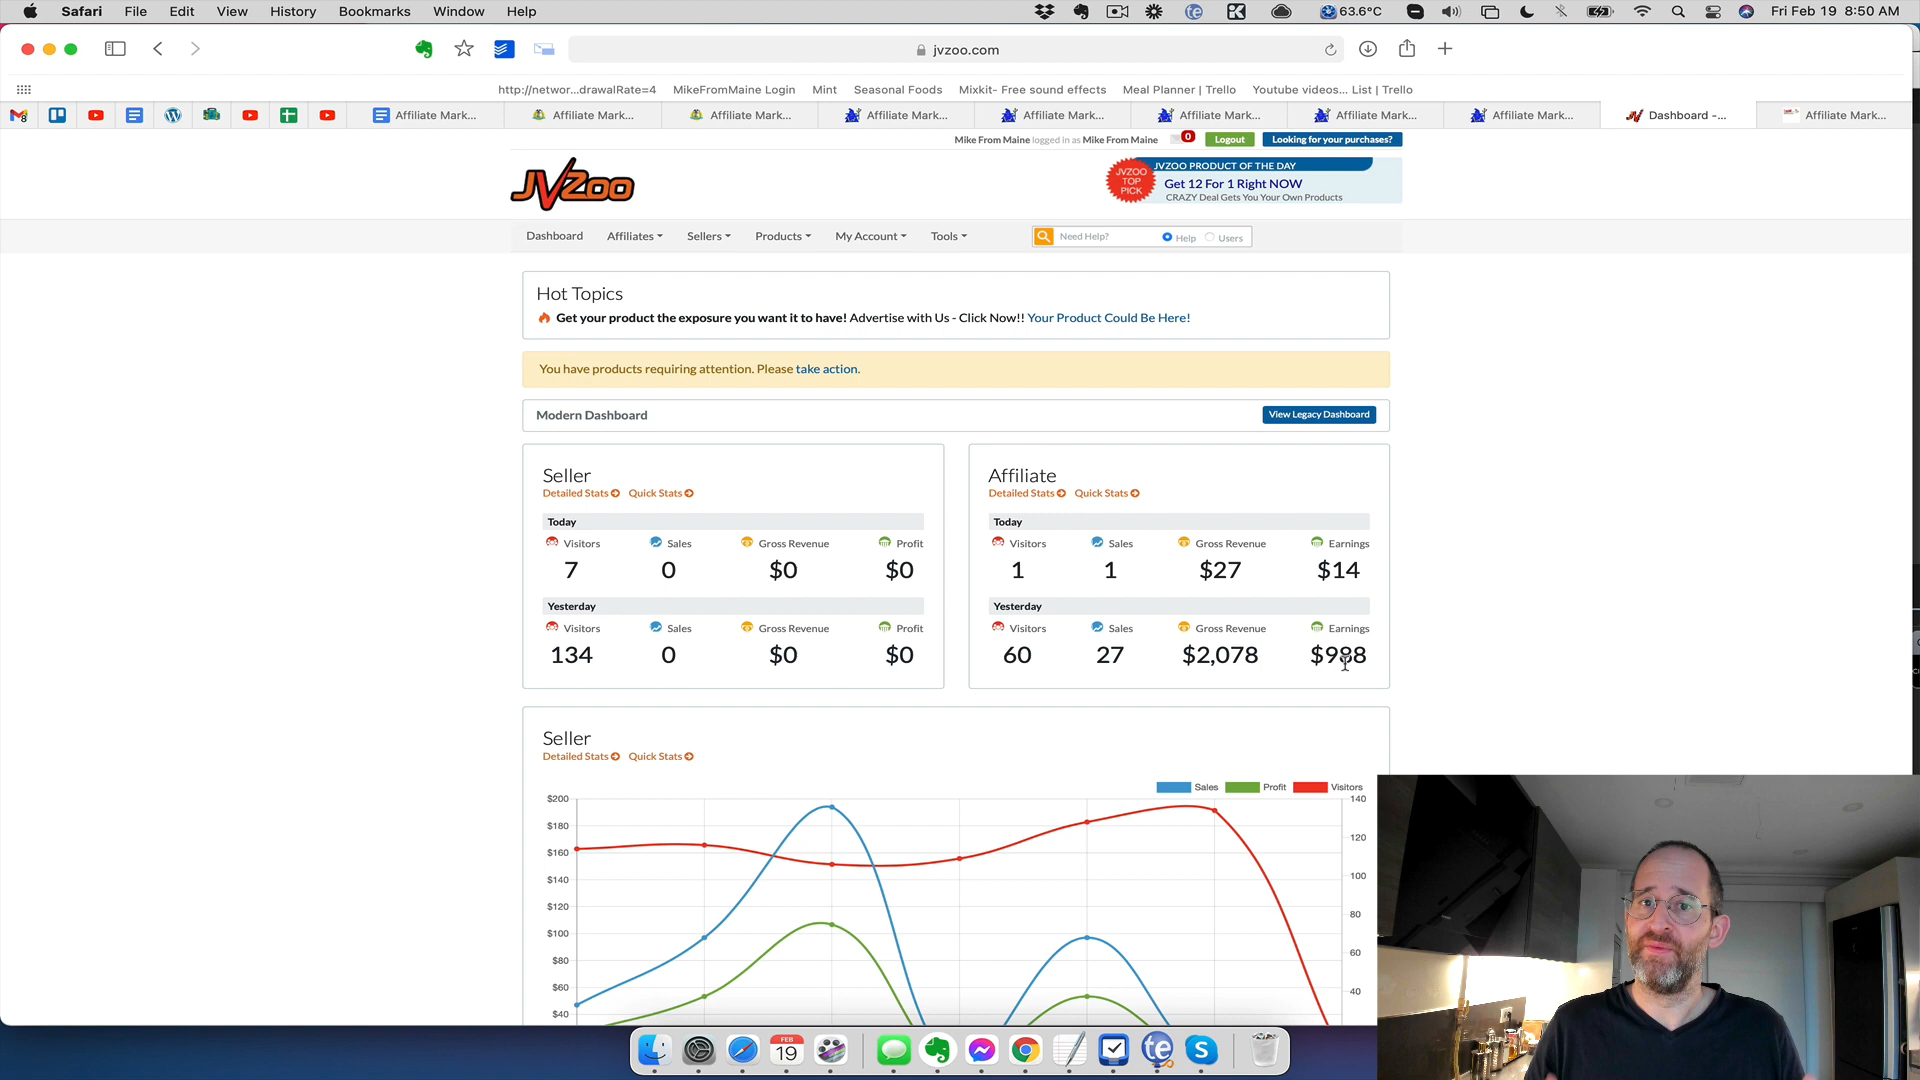 Safari File Edit View History Bookmarks Window Help
63.6°C
Fri Feb 19 8:50 AM
jvzoo.com
http://networ...drawalRate=4 MikeFromMaine Login Mint Seasonal Foods Mixkit- Free sound effects Meal Planner | Trello Youtube videos... List | Trello
Affiliate Mark... Affiliate Mark... Affiliate Mark... Affiliate Mark... Affiliate Mark... Affiliate Mark... Affiliate Mark... Affiliate Mark... Dashboard -... Affiliate Mark...
Mike From Maine logged in as Mike From Maine 0 Logout Looking for your purchases?
JVZoo
JVZOO TOP PICK
JVZOO PRODUCT OF THE DAY
Get 12 For 1 Right NOW
CRAZY Deal Gets You Your Own Products
Dashboard Affiliates Sellers Products My Account Tools
Need Help? Help Users
Hot Topics
Get your product the exposure you want it to have! Advertise with Us - Click Now!! Your Product Could Be Here!
You have products requiring attention. Please take action.
Modern Dashboard
View Legacy Dashboard
Seller
Detailed Stats Quick Stats
Today
Visitors Sales Gross Revenue Profit
7 0 $0 $0
Yesterday
Visitors Sales Gross Revenue Profit
134 0 $0 $0
Affiliate
Detailed Stats Quick Stats
Today
Visitors Sales Gross Revenue Earnings
1 1 $27 $14
Yesterday
Visitors Sales Gross Revenue Earnings
60 27 $2,078 $988
Seller
Detailed Stats Quick Stats
Sales Profit Visitors
$200 140
$180
120
$160
$140 100
$120
$100 80
$80
60
$60
40
$40
FEB
19
te